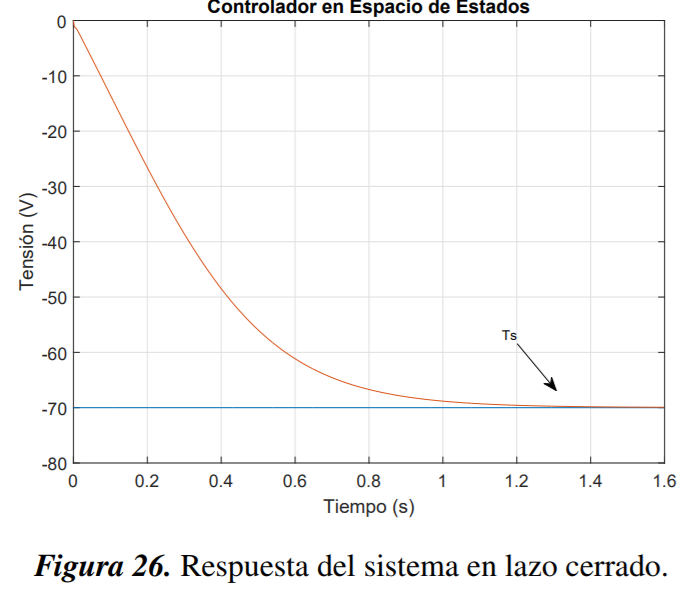 Controlador en Espacio de Estados
0
-10
-20
-30
-40
-50
-60
-70
-80
Tensión (V)
Ts
0 0.2 0.4 0.6 0.8 1 1.2 1.4 1.6
Tiempo (s)
Figura 26. Respuesta del sistema en lazo cerrado.